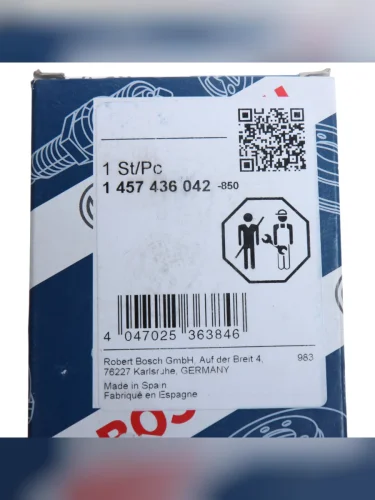 1 St/Pc
1 457 436 042 -850
4 047025 363846
Robert Bosch GmbH, Auf der Breit 4, 983
76227 Karlsruhe, GERMANY
Made in Spain
Fabriqué en Espagne
BOSCH